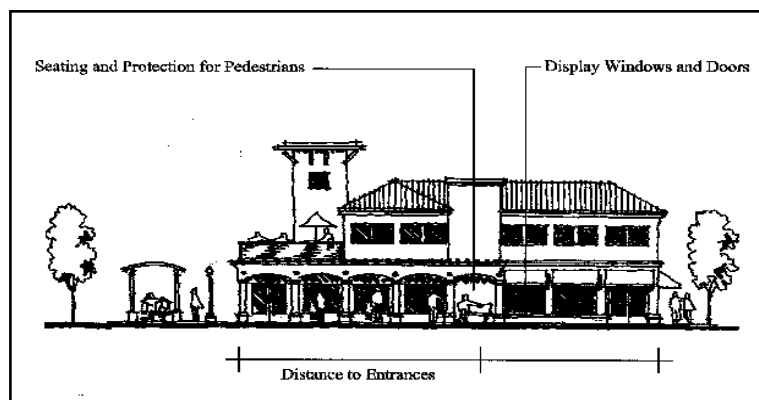 Seating and Protection for Pedestrians
Display Windows and Doors
Distance to Entrances